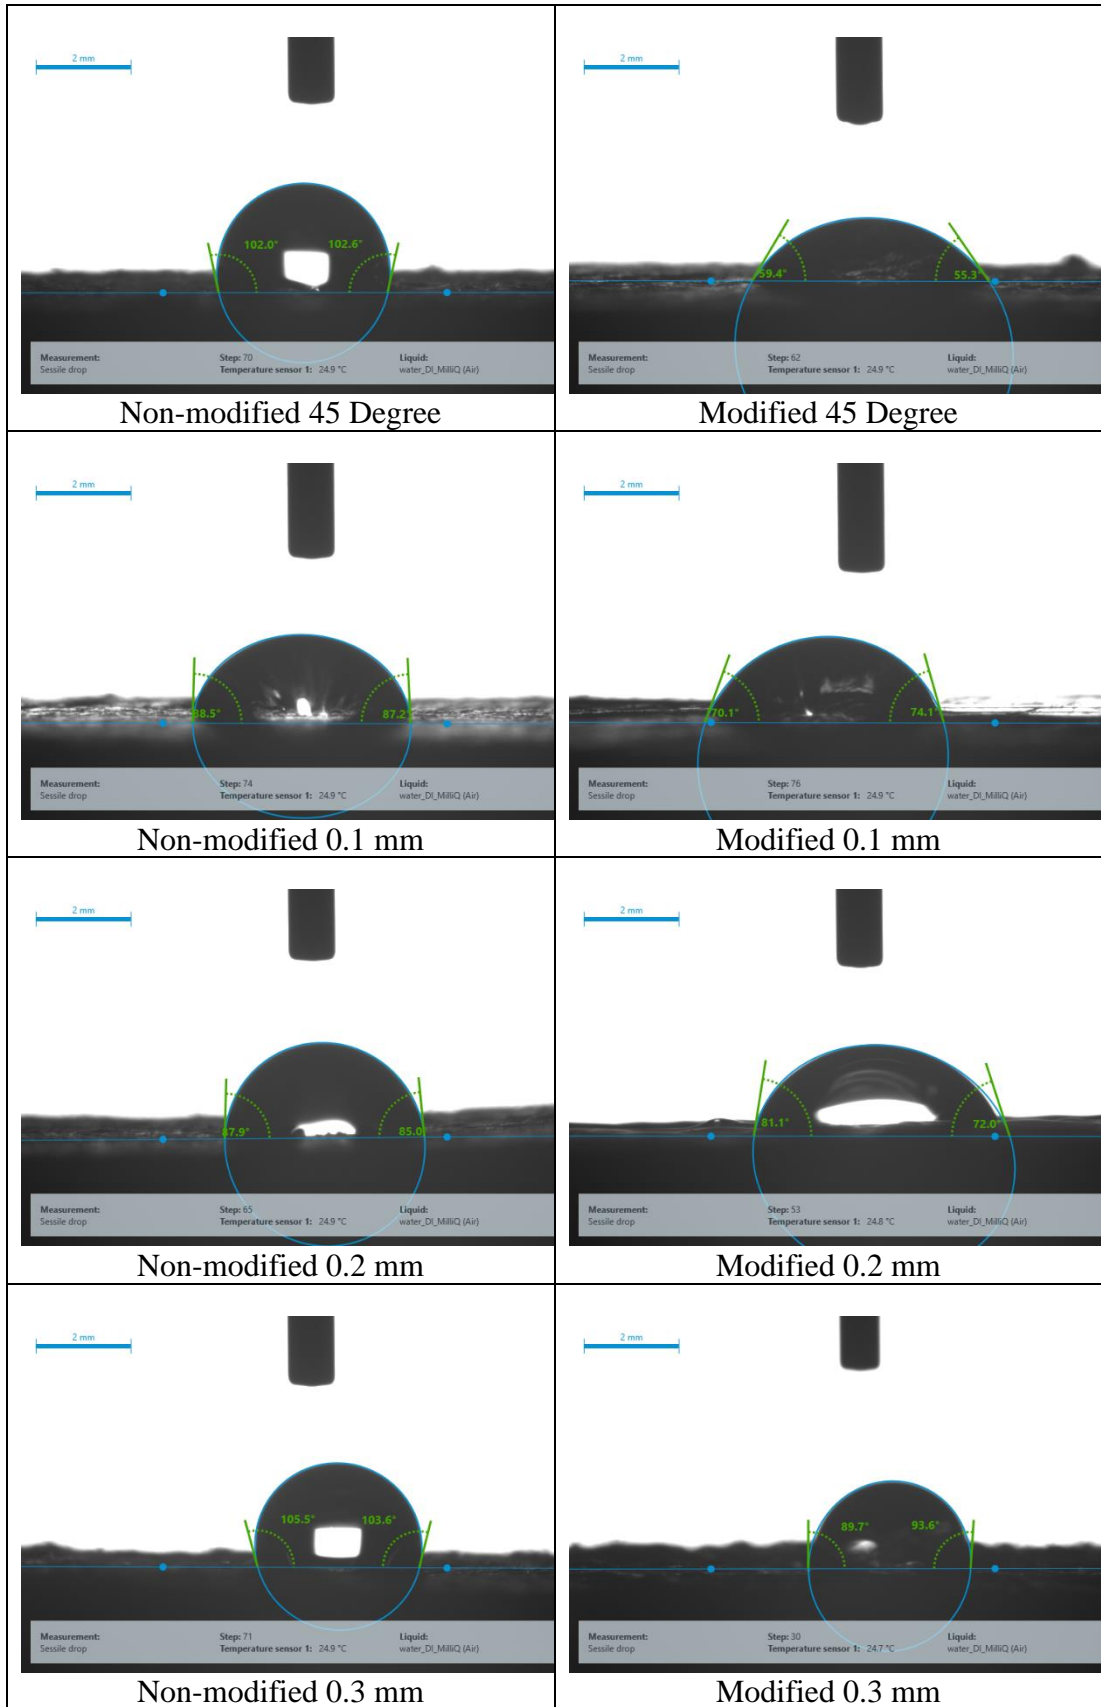 2 mm
102.0° 102.6°
Measurement: Step: 70 Liquid:
Sessile drop Temperature sensor 1: 24.9 °C water_DI_MilliQ (Air)
Non-modified 45 Degree
2 mm
59.4° 55.3°
Measurement: Step: 62 Liquid:
Sessile drop Temperature sensor 1: 24.9 °C water_DI_MilliQ (Air)
Modified 45 Degree
2 mm
88.5° 87.2°
Measurement: Step: 74 Liquid:
Sessile drop Temperature sensor 1: 24.9 °C water_DI_MilliQ (Air)
Non-modified 0.1 mm
2 mm
70.1° 74.1°
Measurement: Step: 76 Liquid:
Sessile drop Temperature sensor 1: 24.9 °C water_DI_MilliQ (Air)
Modified 0.1 mm
2 mm
87.9° 85.0°
Measurement: Step: 65 Liquid:
Sessile drop Temperature sensor 1: 24.9 °C water_DI_MilliQ (Air)
Non-modified 0.2 mm
2 mm
81.1° 72.0°
Measurement: Step: 53 Liquid:
Sessile drop Temperature sensor 1: 24.8 °C water_DI_MilliQ (Air)
Modified 0.2 mm
2 mm
105.5° 103.6°
Measurement: Step: 71 Liquid:
Sessile drop Temperature sensor 1: 24.9 °C water_DI_MilliQ (Air)
Non-modified 0.3 mm
2 mm
89.7° 93.6°
Measurement: Step: 30 Liquid:
Sessile drop Temperature sensor 1: 24.7 °C water_DI_MilliQ (Air)
Modified 0.3 mm